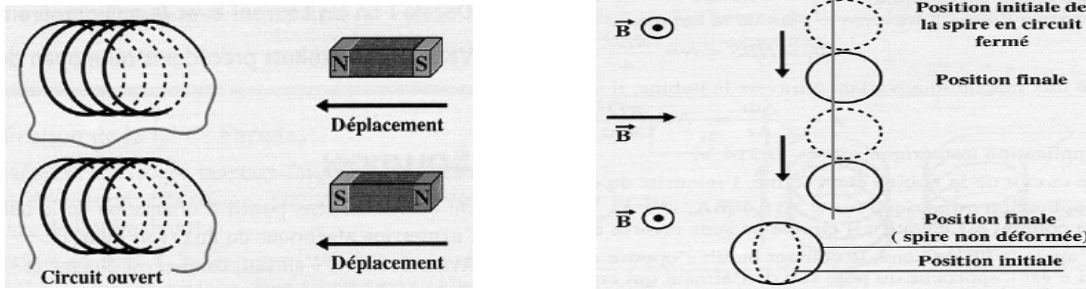 N S
Déplacement
S N
Déplacement
Circuit ouvert
B
Position initiale de
la spire en circuit
fermé
Position finale
B
B
Position finale
( spire non déformée)
Position initiale